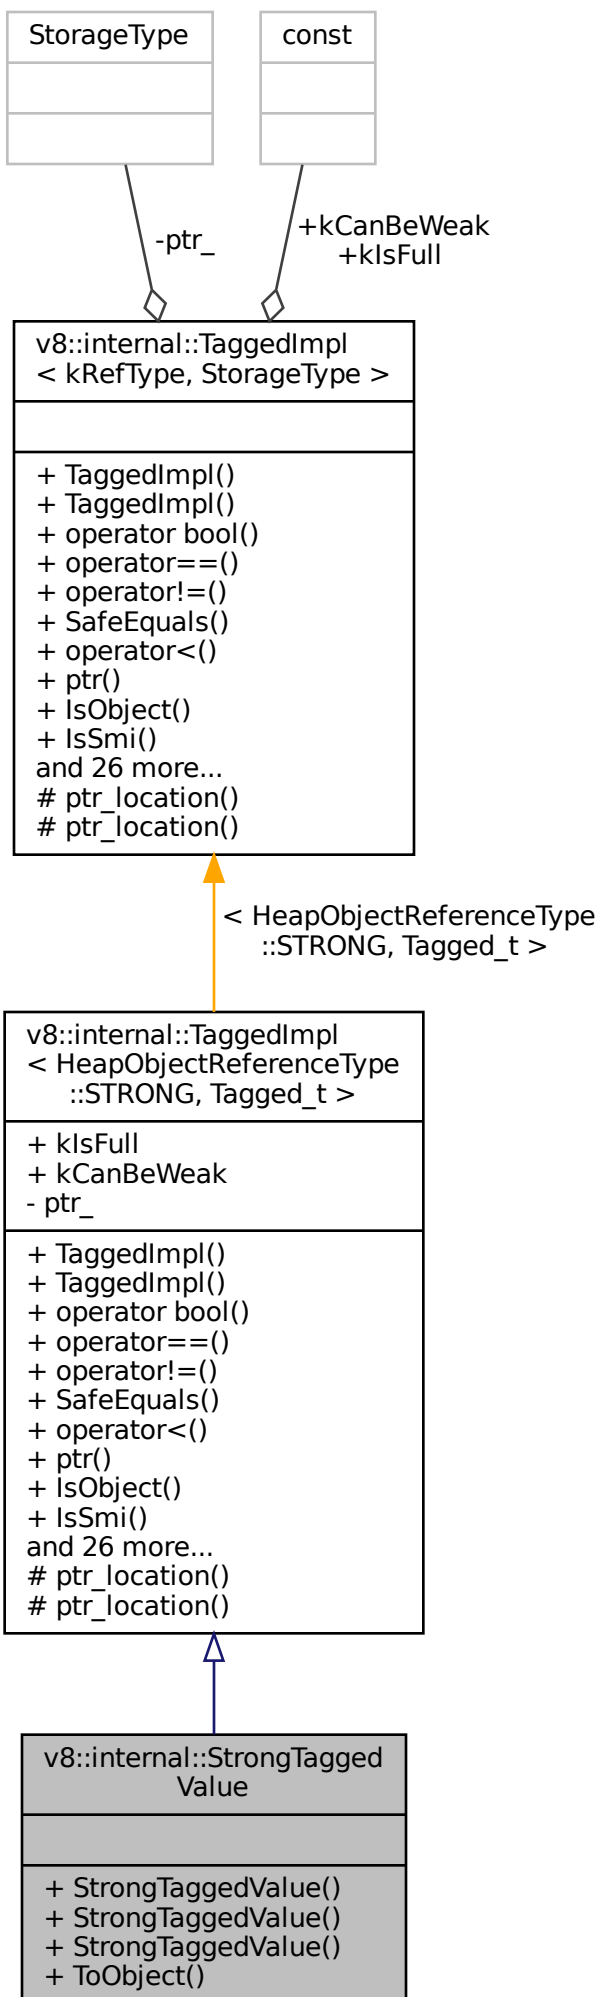 StorageType
const
-ptr_
+kCanBeWeak
+kIsFull
v8::internal::TaggedImpl
< kRefType, StorageType >
+ TaggedImpl()
+ TaggedImpl()
+ operator bool()
+ operator==()
+ operator!=()
+ SafeEquals()
+ operator<()
+ ptr()
+ IsObject()
+ IsSmi()
and 26 more...
# ptr_location()
# ptr_location()
< HeapObjectReferenceType
::STRONG, Tagged_t >
v8::internal::TaggedImpl
< HeapObjectReferenceType
::STRONG, Tagged_t >
+ kIsFull
+ kCanBeWeak
- ptr_
+ TaggedImpl()
+ TaggedImpl()
+ operator bool()
+ operator==()
+ operator!=()
+ SafeEquals()
+ operator<()
+ ptr()
+ IsObject()
+ IsSmi()
and 26 more...
# ptr_location()
# ptr_location()
v8::internal::StrongTagged
Value
+ StrongTaggedValue()
+ StrongTaggedValue()
+ StrongTaggedValue()
+ ToObject()